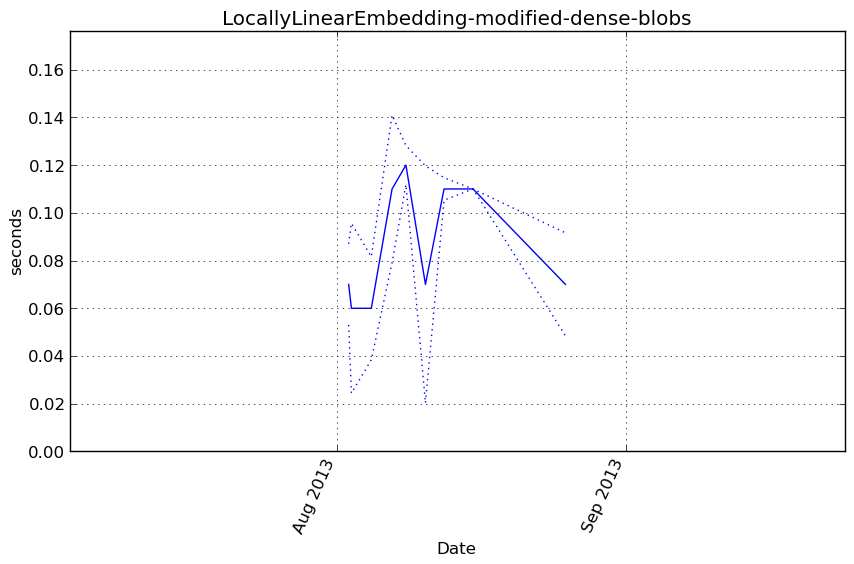 LocallyLinearEmbedding-modified-dense-blobs
0.16
0.14
0.12
0.10
0.08
0.06
0.04
0.02
0.00
seconds
Aug 2013
Sep 2013
Date